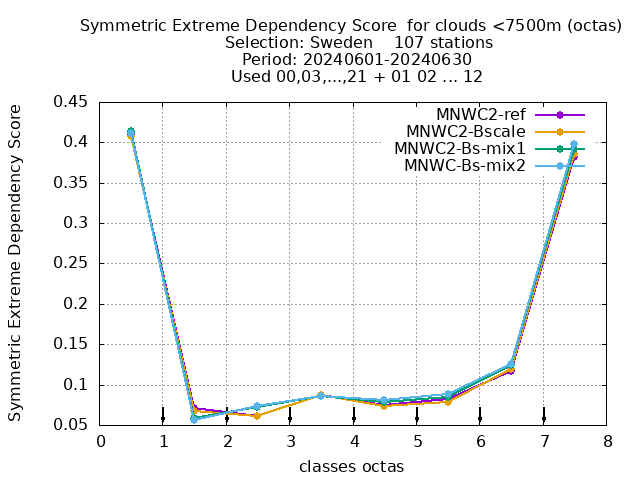 Symmetric Extreme Dependency Score  for clouds <7500m (octas)
Selection: Sweden    107 stations
Period: 20240601-20240630
Used 00,03,...,21 + 01 02 ... 12
Symmetric Extreme Dependency Score
0.45
0.4
0.35
0.3
0.25
0.2
0.15
0.1
0.05
MNWC2-ref
MNWC2-Bscale
MNWC2-Bs-mix1
MNWC-Bs-mix2
0 1 2 3 4 5 6 7 8
classes octas